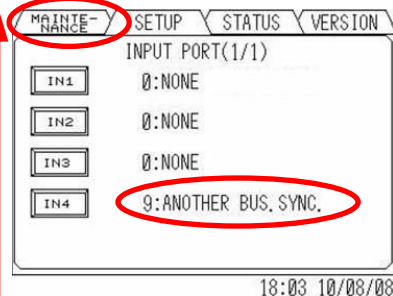 MAINTE-
NANCE SETUP STATUS VERSION
INPUT PORT(1/1)
IN1 0:NONE
IN2 0:NONE
IN3 0:NONE
IN4 9:ANOTHER BUS.SYNC.
18:03 10/08/08